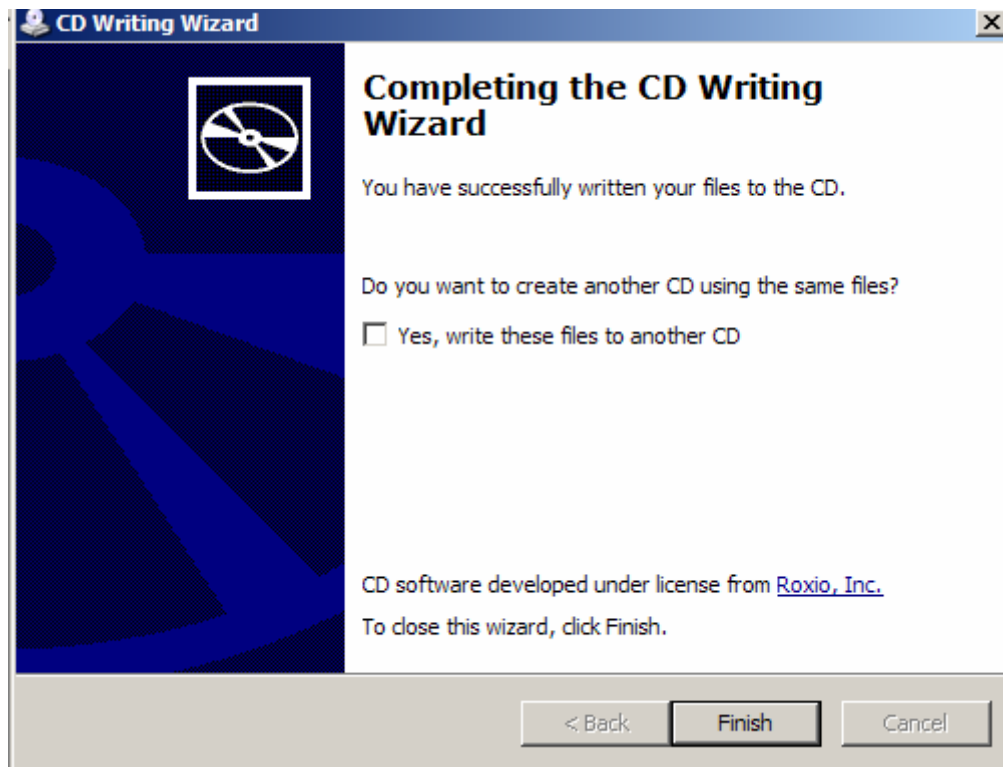 CD Writing Wizard
Completing the CD Writing
Wizard
You have successfully written your files to the CD.
Do you want to create another CD using the same files?
Yes, write these files to another CD
CD software developed under license from Roxio, Inc.
To close this wizard, click Finish.
< Back
Finish
Cancel